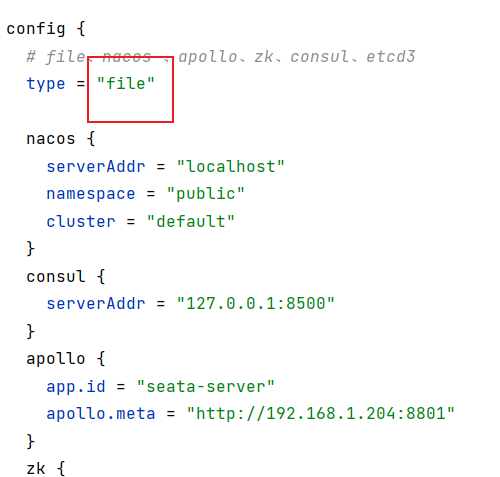 config {
  # file、nacos 、apollo、zk、consul、etcd3
  type = "file"
  nacos {
    serverAddr = "localhost"
    namespace = "public"
    cluster = "default"
  }
  consul {
    serverAddr = "127.0.0.1:8500"
  }
  apollo {
    app.id = "seata-server"
    apollo.meta = "http://192.168.1.204:8801"
  }
  zk {